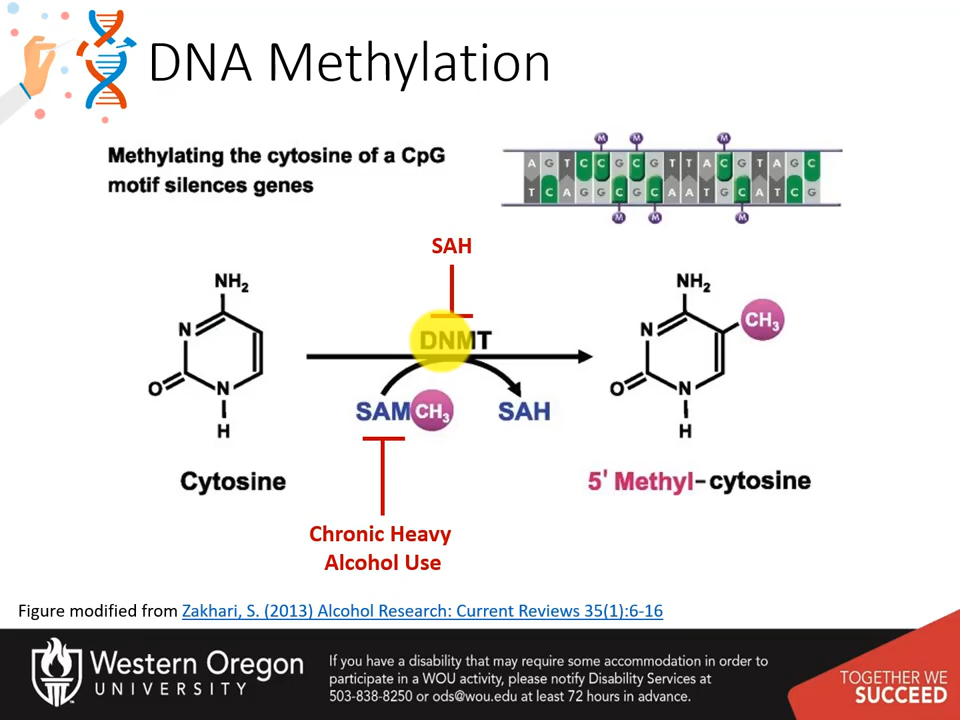 DNA Methylation
Methylating the cytosine of a CpG
motif silences genes
M M M
A G T C C G C G T T A C G T A G C
T C A G G C G C A A T G C A T C G
M M M
SAH
NH2
N
O
N
H
DNMT
SAM CH3
SAH
NH2
CH3
N
O
N
H
Cytosine
5' Methyl-cytosine
Chronic Heavy
Alcohol Use
Figure modified from Zakhari, S. (2013) Alcohol Research: Current Reviews 35(1):6-16
Western Oregon
UNIVERSITY
If you have a disability that may require some accommodation in order to
participate in a WOU activity, please notify Disability Services at
503-838-8250 or ods@wou.edu at least 72 hours in advance.
TOGETHER WE
SUCCEED